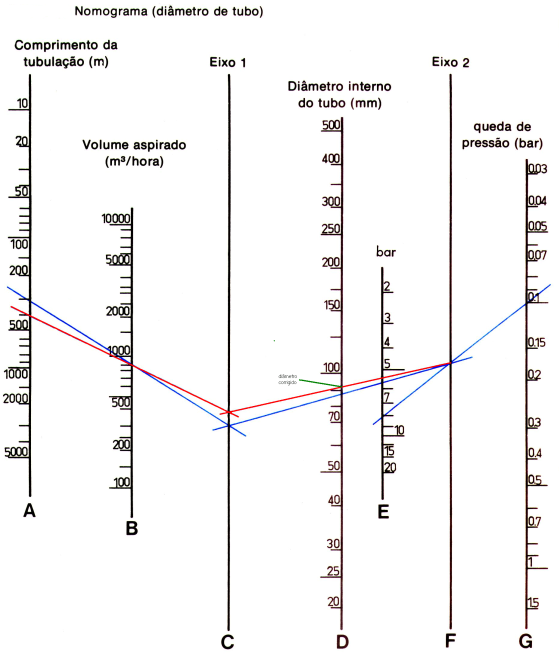 Nomograma (diâmetro de tubo)
Comprimento da
tubulação (m)
Eixo 1
Eixo 2
Diâmetro interno
do tubo (mm)
queda de
pressão (bar)
Volume aspirado
(m³/hora)
bar
10
20
50
100
200
500
1000
2000
5000
A
10000
5000
2000
1000
500
200
100
B
C
500
400
300
250
200
150
100
70
50
40
30
25
20
D
diâmetro
corrigido
2
3
4
5
7
10
15
20
E
F
0,03
0,04
0,05
0,07
0,1
0,15
0,2
0,3
0,4
0,5
0,7
1
1,5
G